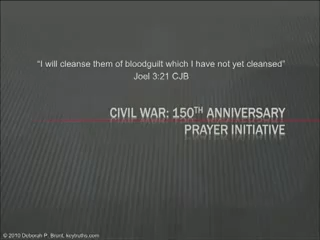 “I will cleanse them of bloodguilt which I have not yet cleansed”
Joel 3:21 CJB
CIVIL WAR: 150TH ANNIVERSARY
PRAYER INITIATIVE
© 2010 Deborah P. Brunt, keytruths.com